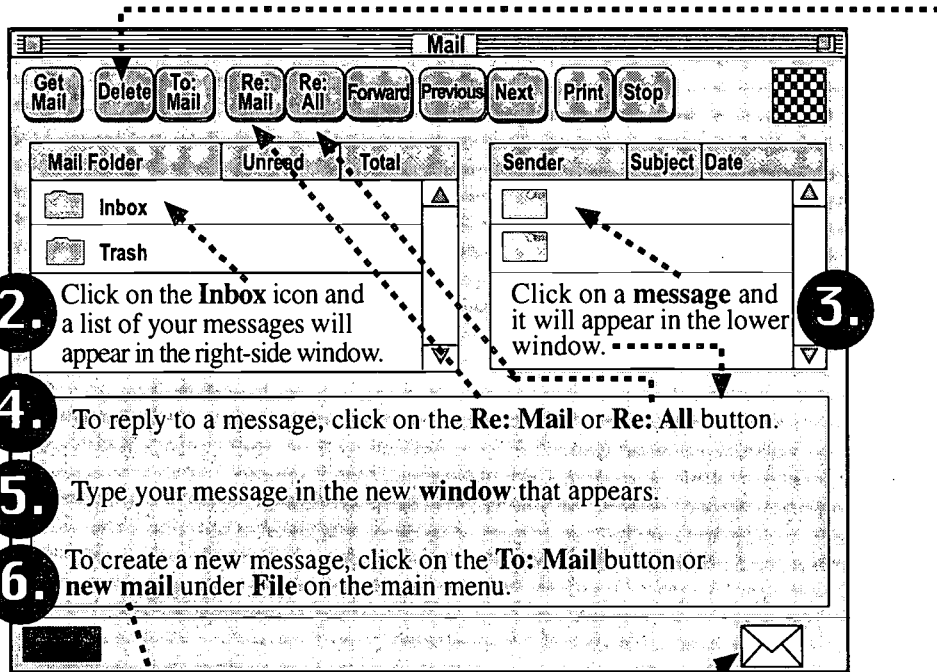 Mail
Get Mail Delete To: Mail Re: Mail Re: All Forward Previous Next Print Stop
Mail Folder Unread Total
Inbox
Trash
Sender Subject Date
2. Click on the Inbox icon and
a list of your messages will
appear in the right-side window.
3. Click on a message and
it will appear in the lower
window.
4. To reply to a message, click on the Re: Mail or Re: All button.
5. Type your message in the new window that appears.
6. To create a new message, click on the To: Mail button or
new mail under File on the main menu.